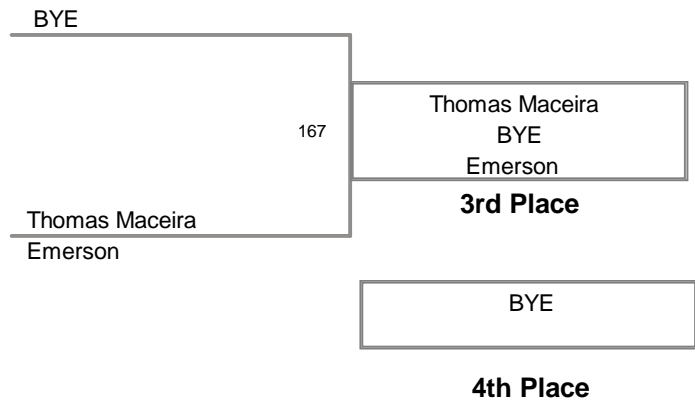 BYE
167
Thomas Maceira
BYE
Emerson
3rd Place
Thomas Maceira
Emerson
BYE
4th Place